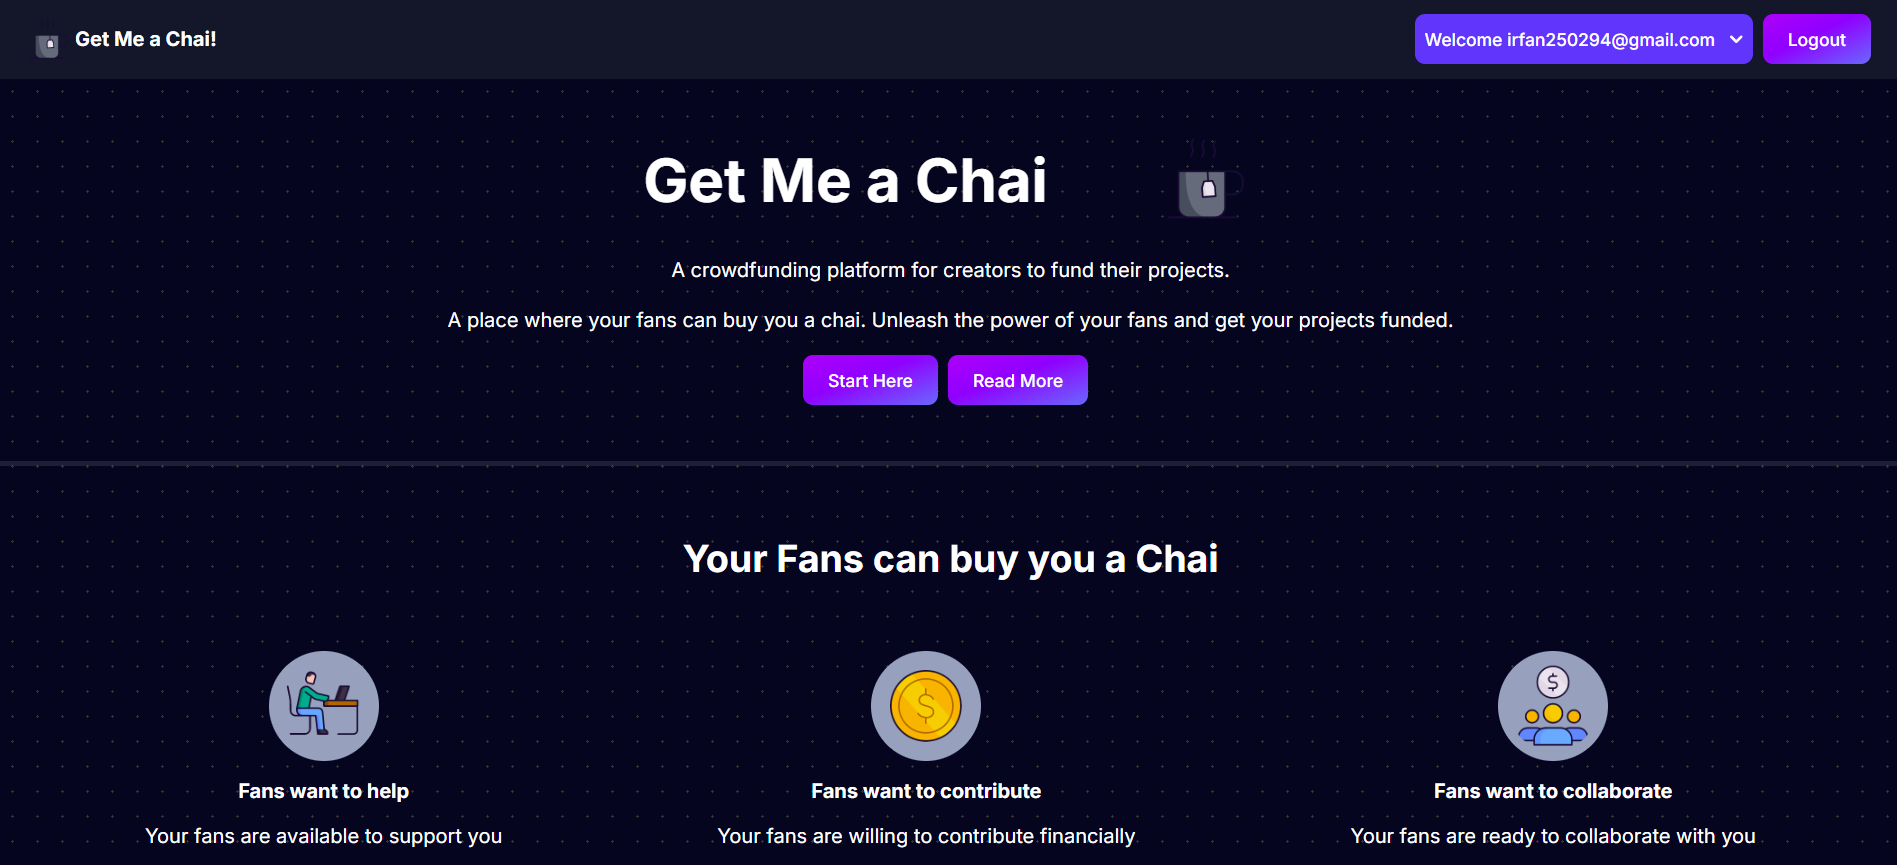 Get Me a Chai!
Welcome irfan250294@gmail.com
Logout
Get Me a Chai
A crowdfunding platform for creators to fund their projects.
A place where your fans can buy you a chai. Unleash the power of your fans and get your projects funded.
Start Here
Read More
Your Fans can buy you a Chai
$
$
Fans want to help
Fans want to contribute
Fans want to collaborate
Your fans are available to support you
Your fans are willing to contribute financially
Your fans are ready to collaborate with you